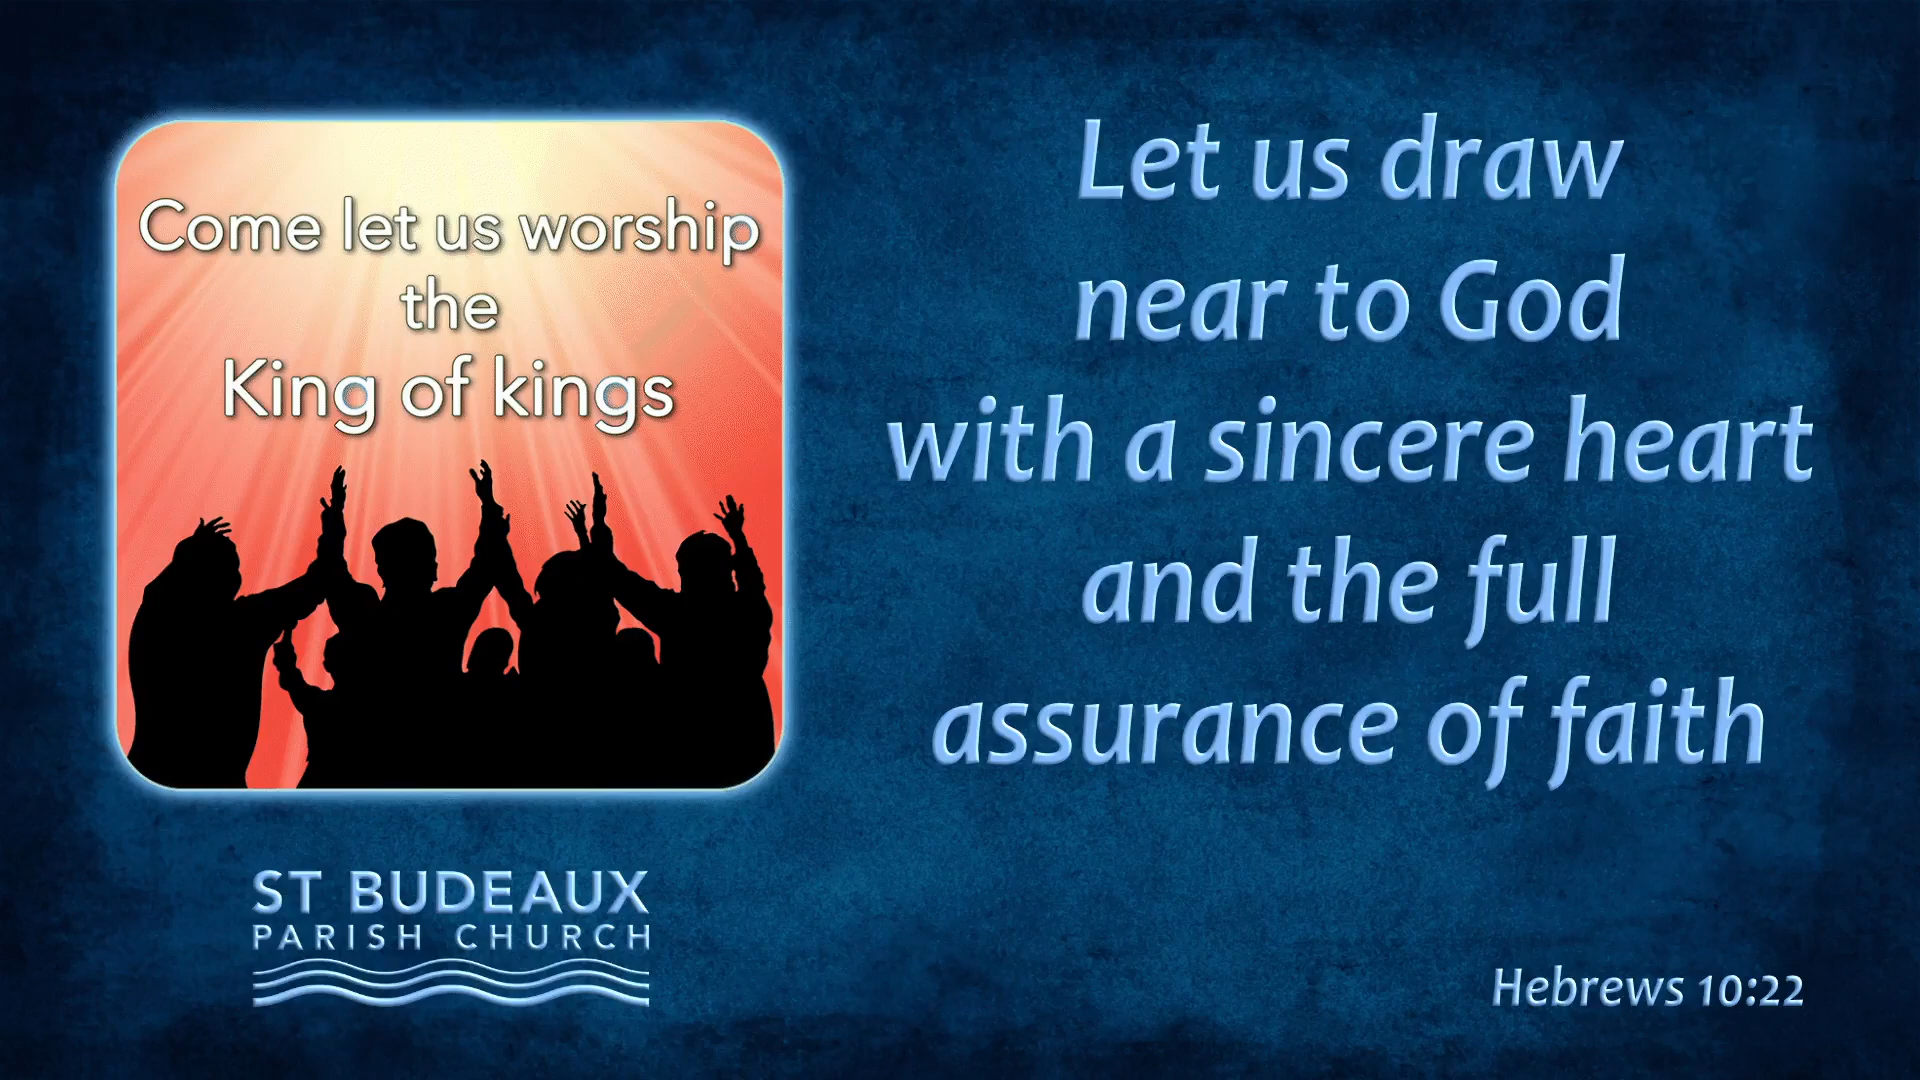 Come let us worship
the
King of kings
ST BUDEAUX
PARISH CHURCH
Let us draw
near to God
with a sincere heart
and the full
assurance of faith
Hebrews 10:22